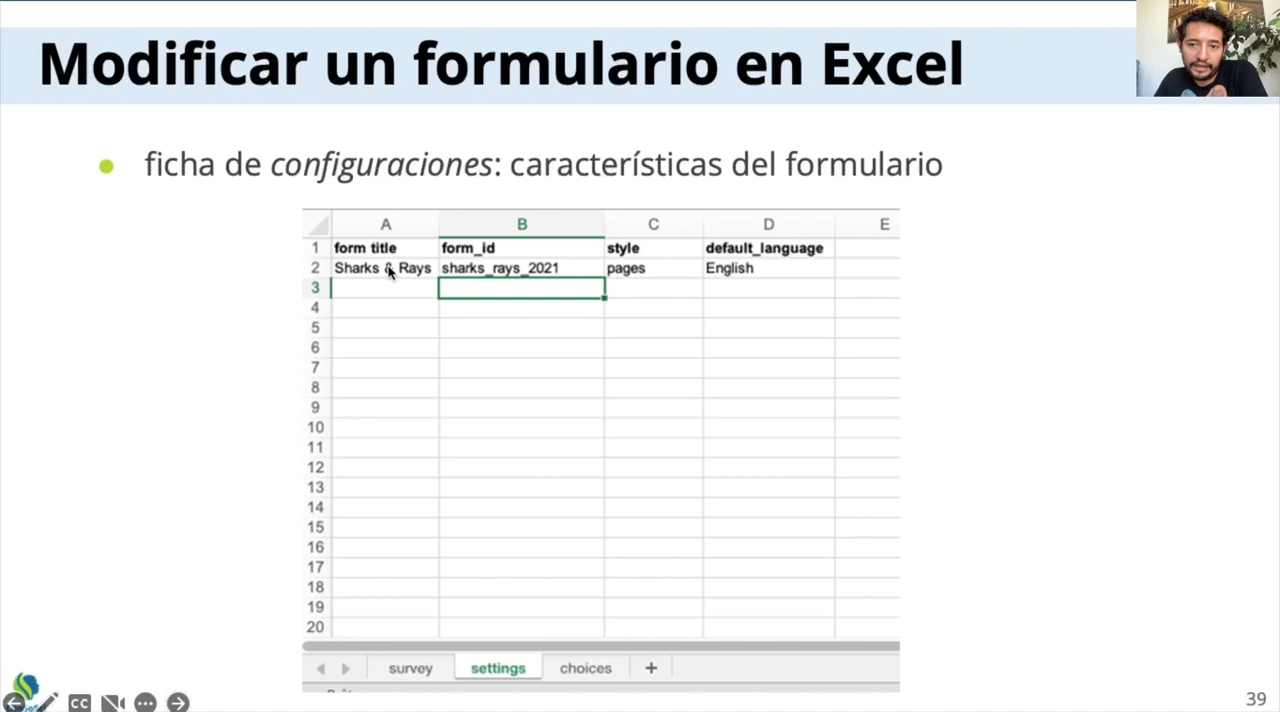 Modificar un formulario en Excel
ficha de configuraciones: características del formulario
A B C D E
1 form title form_id style default_language
2 Sharks & Rays sharks_rays_2021 pages English
3
4
5
6
7
8
9
10
11
12
13
14
15
16
17
18
19
20
survey settings choices +
CC
39